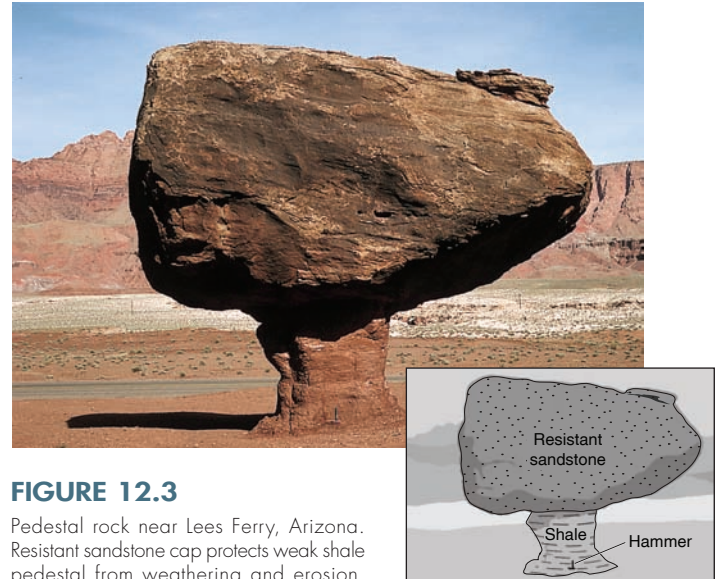 FIGURE 12.3
Pedestal rock near Lees Ferry, Arizona.
Resistant sandstone cap protects weak shale
pedestal from weathering and erosion.
Resistant
sandstone
Shale
Hammer